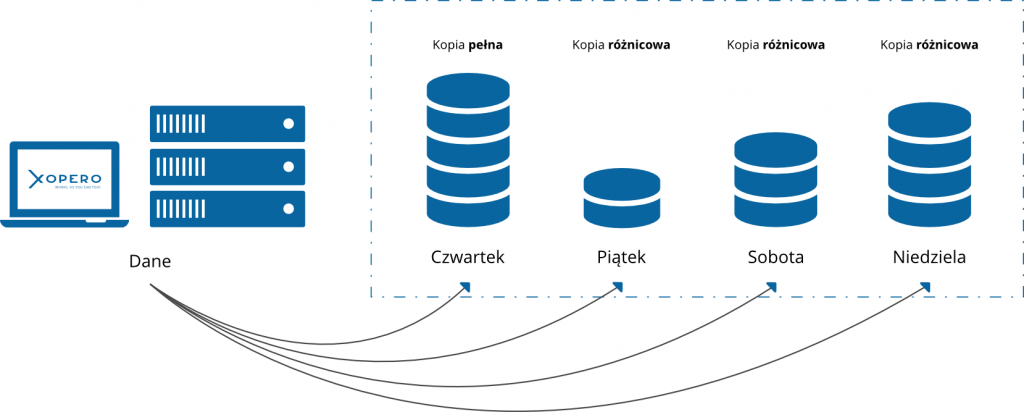 Kopia pełna
Kopia różnicowa
Kopia różnicowa
Kopia różnicowa
XOPERO
Dane
Czwartek
Piątek
Sobota
Niedziela